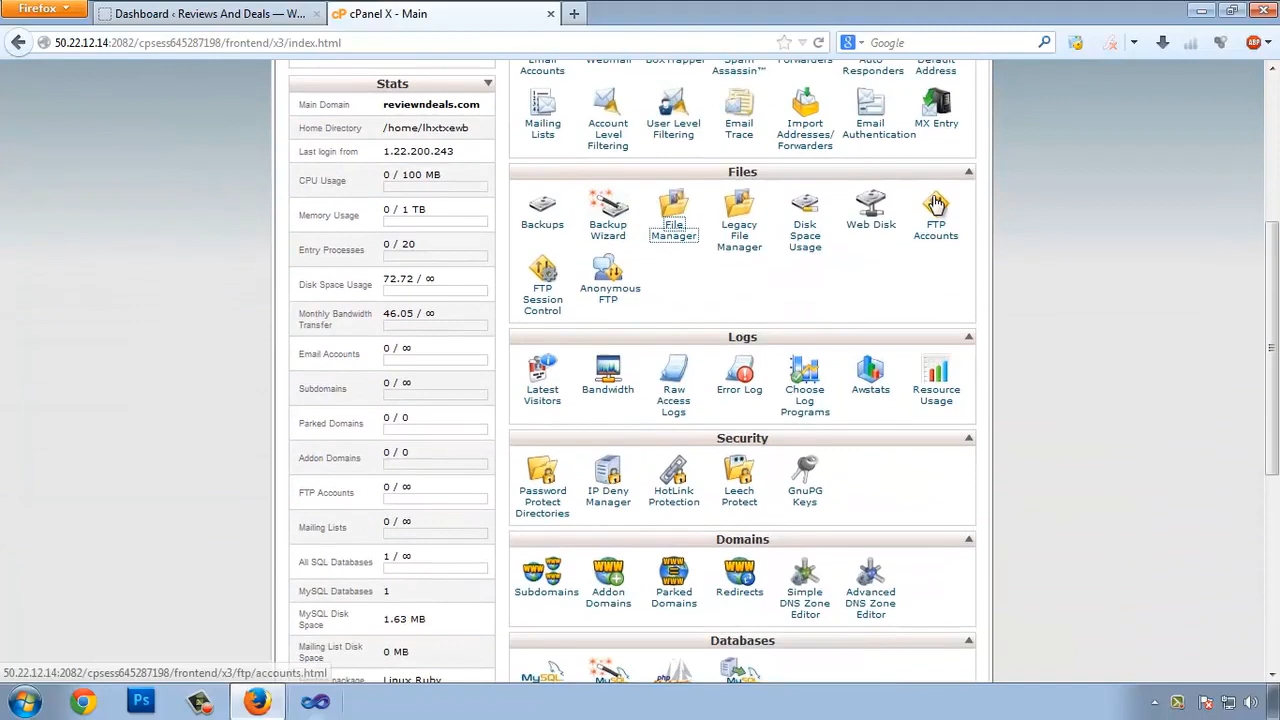 Firefox
Dashboard ‹ Reviews And Deals — W...
cP cPanel X - Main
50.22.12.14:2082/cpsess645287198/frontend/x3/index.html
Google
ABP
Stats
Main Domain reviewndeals.com
Home Directory /home/lhxtxewb
Last login from 1.22.200.243
CPU Usage 0 / 100 MB
Memory Usage 0 / 1 TB
Entry Processes 0 / 20
Disk Space Usage 72.72 / ∞
Monthly Bandwidth
Transfer
46.05 / ∞
Email Accounts 0 / ∞
Subdomains 0 / ∞
Parked Domains 0 / 0
Addon Domains 0 / 0
FTP Accounts 0 / ∞
Mailing Lists 0 / ∞
All SQL Databases 1 / ∞
MySQL Databases 1
MySQL Disk
Space
1.63 MB
Mailing List Disk
Space
0 MB
Linux Ruby
Email
Accounts
Webmail
BoxTrapper
Spam
Assassin™
Forwarders
Auto
Responders
Default
Address
Mailing
Lists
Account
Level
Filtering
User Level
Filtering
Email
Trace
Import
Addresses/
Forwarders
Email
Authentication
MX Entry
Files
Backups
Backup
Wizard
File
Manager
Legacy
File
Manager
Disk
Space
Usage
Web Disk
FTP
Accounts
FTP
Session
Control
Anonymous
FTP
Logs
Latest
Visitors
Bandwidth
Raw
Access
Logs
Error Log
Choose
Log
Programs
Awstats
Resource
Usage
Security
Password
Protect
Directories
IP Deny
Manager
HotLink
Protection
Leech
Protect
GnuPG
Keys
Domains
Subdomains
Addon
Domains
Parked
Domains
Redirects
Simple
DNS Zone
Editor
Advanced
DNS Zone
Editor
Databases
50.22.12.14:2082/cpsess645287198/frontend/x3/ftp/accounts.html
Ps